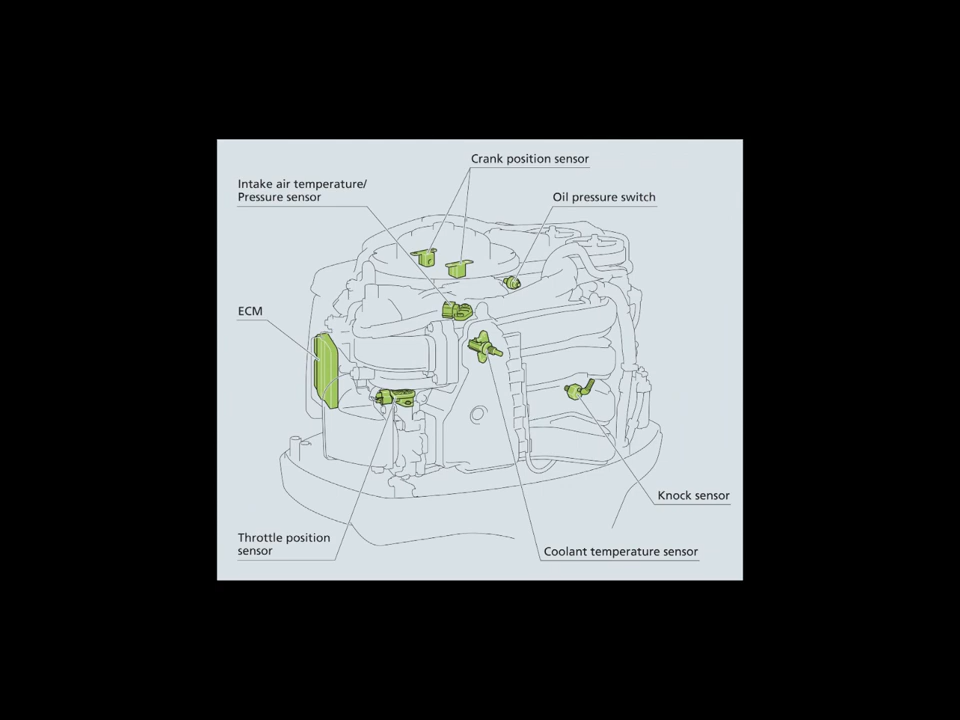 Crank position sensor
Intake air temperature/
Pressure sensor
Oil pressure switch
ECM
Knock sensor
Throttle position
sensor
Coolant temperature sensor